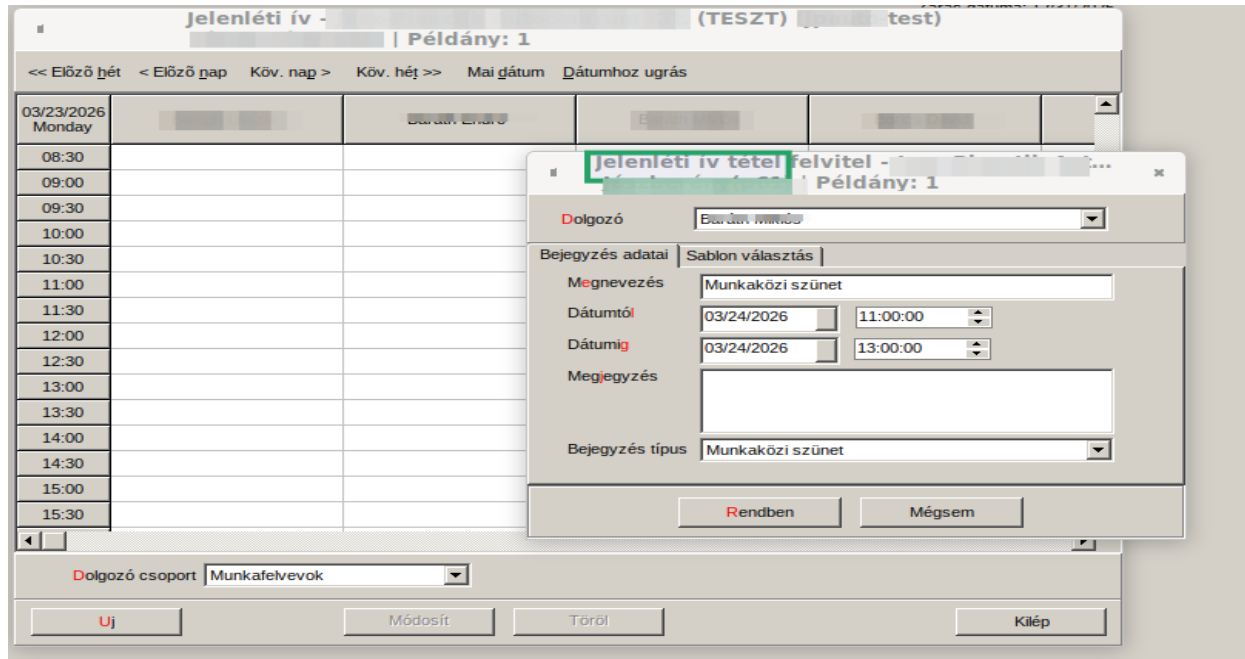 Jelenléti ív - (TESZT) test)
| Példány: 1
<< Elõzõ hét < Elõzõ nap Köv. nap > Köv. hét >> Mai dátum Dátumhoz ugrás
03/23/2026
Monday
08:30
09:00
09:30
10:00
10:30
11:00
11:30
12:00
12:30
13:00
13:30
14:00
14:30
15:00
15:30
Jelenléti ív tétel felvitel -
| Példány: 1
Dolgozó
Bejegyzés adatai Sablon választás
Megnevezés Munkaközi szünet
Dátumtól 03/24/2026 11:00:00
Dátumig 03/24/2026 13:00:00
Megjegyzés
Bejegyzés típus Munkaközi szünet
Rendben Mégsem
Dolgozó csoport Munkafelvevok
Uj Módosít Töröl Kilép